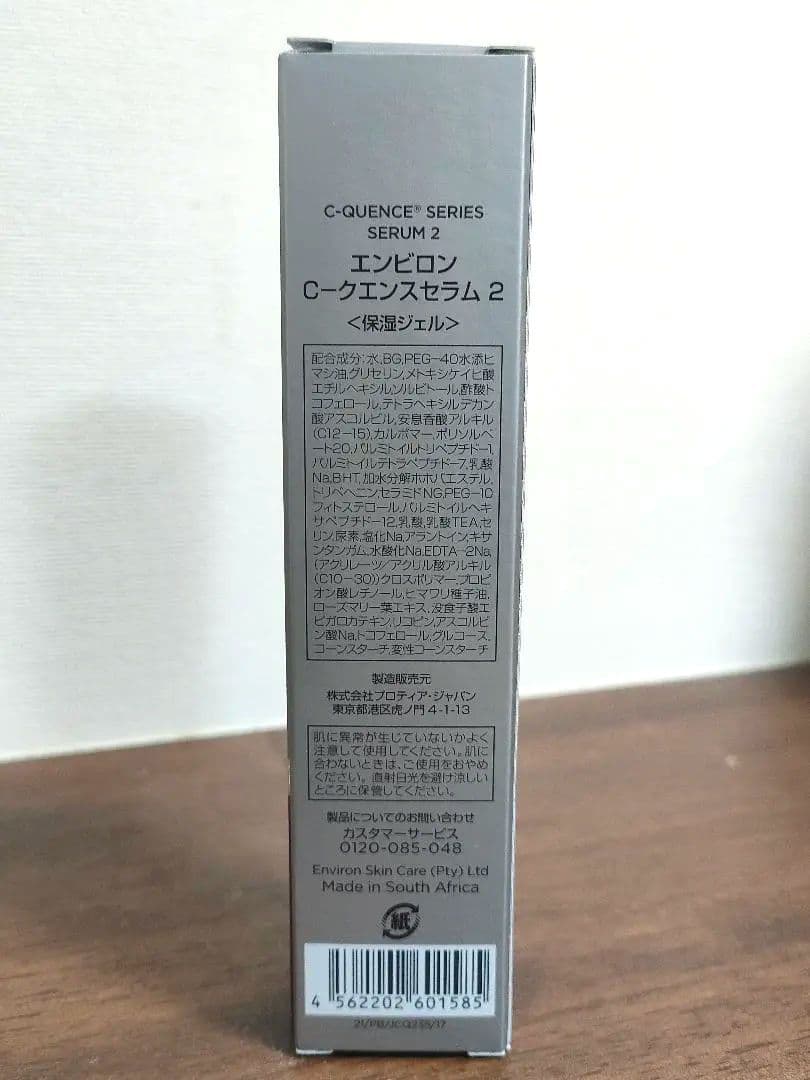 C-QUENCE® SERIES
SERUM 2
エンビロン
C−クエンスセラム 2
＜保湿ジェル＞
配合成分：水,BG,PEG−40水添ヒ
マシ油,グリセリン,メトキシケイヒ酸
エチルヘキシル,ソルビトール,酢酸ト
コフェロール,テトラヘキシルデカン
酸アスコルビル,安息香酸アルキル
(C12−15),カルボマー,ポリソルベ
ート20,パルミトイルトリペプチド−1,
パルミトイルテトラペプチド−7,乳酸
Na,BHT,加水分解ホホバエステル,
トリベヘニン,セラミドNG,PEG−10
フィトステロール,パルミトイルヘキ
サペプチド−12,乳酸,乳酸TEA,セ
リン,尿素,塩化Na,アラントイン,キサ
ンタンガム,水酸化Na,EDTA−2Na,
(アクリレーツ/アクリル酸アルキル
(C10−30))クロスポリマー,プロピ
オン酸レチノール,ヒマワリ種子油,
ローズマリー葉エキス,没食子酸エ
ピガロカテキン,リコピン,アスコルビ
ン酸Na,トコフェロール,グルコース,
コーンスターチ,変性コーンスターチ
製造販売元
株式会社プロティア・ジャパン
東京都港区虎ノ門 4-1-13
肌に異常が生じていないかよく
注意して使用してください。肌に
合わないときは、ご使用をおやめ
ください。直射日光を避け涼しい
ところに保管してください。
製品についてのお問い合わせ
カスタマーサービス
0120-085-048
Environ Skin Care (Pty) Ltd
Made in South Africa
紙
4 562202 601585
21/PB/JCQ235/17